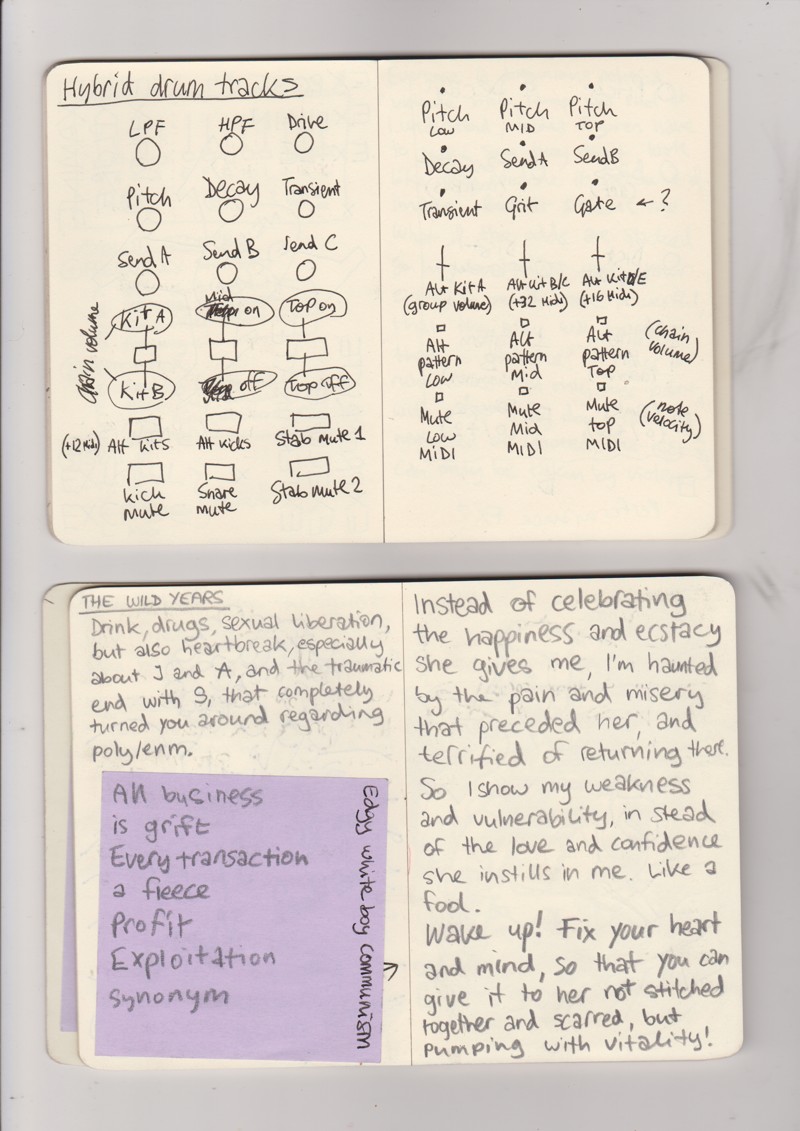 Hybrid drum tracks
LPF HPF Drive
Pitch Decay Transient
Send A Send B Send C
chain volume
Kit A Mid on Top on
Kit B off Top off
(+12 Midi) Alt kits Alt kicks Stab mute 1
kick mute Snare mute Stab mute 2
Pitch LOW Pitch MID Pitch TOP
Decay Send A Send B
Transient Grit Gate ← ?
Alt Kit A Alt Kit B/C Alt Kit D/E
(group volume) (+32 Midi) (+16 Midi)
Alt pattern Low Alt pattern Mid Alt pattern Top (chain volume)
Mute Low MIDI Mute Mid MIDI Mute top MIDI (note velocity)
THE WILD YEARS
Drink, drugs, sexual liberation,
but also heartbreak, especially
about J and A, and the traumatic
end with S, that completely
turned you around regarding
poly/enm.
All business
is grift
Every transaction
a fleece
Profit
Exploitation
synonym
Edgy white boy communism
Instead of celebrating
the happiness and ecstacy
she gives me, I'm haunted
by the pain and misery
that preceded her, and
terrified of returning there.
So I show my weakness
and vulnerability, in stead
of the love and confidence
she instills in me. Like a
fool.
Wake up! Fix your heart
and mind, so that you can
give it to her not stitched
together and scarred, but
pumping with vitality!